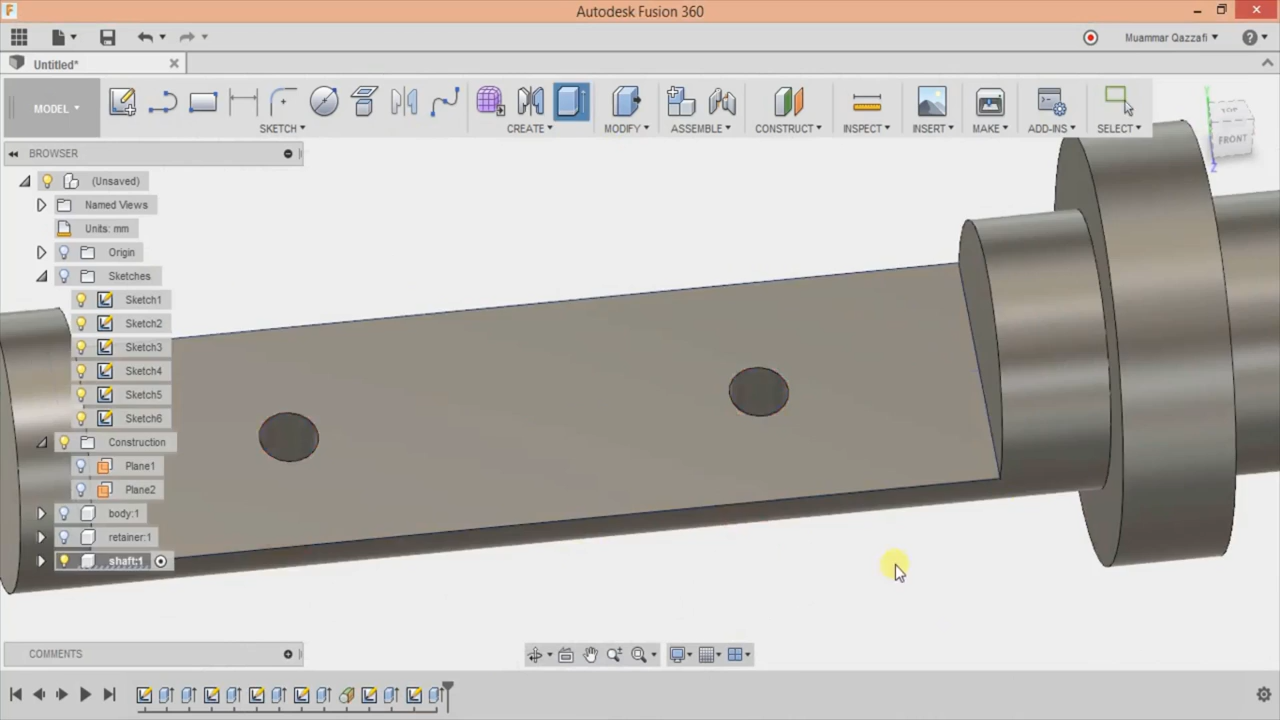 F
Autodesk Fusion 360
Muammar Qazzafi
Untitled*
MODEL
SKETCH
CREATE
MODIFY
ASSEMBLE
CONSTRUCT
INSPECT
INSERT
MAKE
ADD-INS
SELECT
TOP
FRONT
Z
BROWSER
(Unsaved)
Named Views
Units: mm
Origin
Sketches
Sketch1
Sketch2
Sketch3
Sketch4
Sketch5
Sketch6
Construction
Plane1
Plane2
body:1
retainer:1
shaft:1
COMMENTS